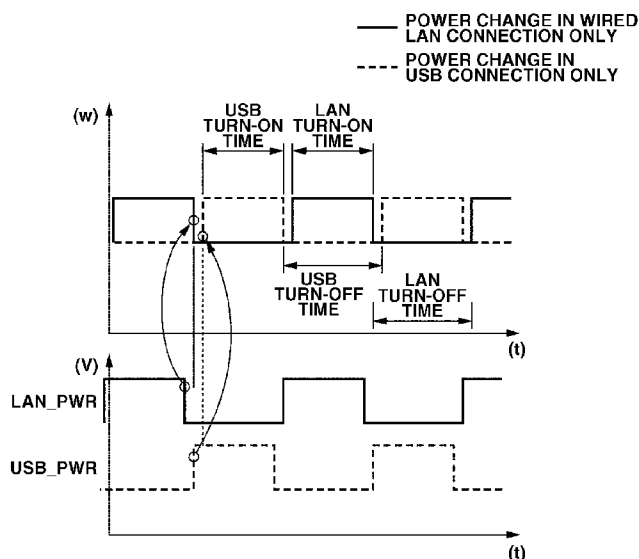 POWER CHANGE IN WIRED
LAN CONNECTION ONLY
POWER CHANGE IN
USB CONNECTION ONLY
(w)
USB
TURN-ON
TIME
LAN
TURN-ON
TIME
USB
TURN-OFF
TIME
LAN
TURN-OFF
TIME
(t)
(V)
LAN_PWR
USB_PWR
(t)